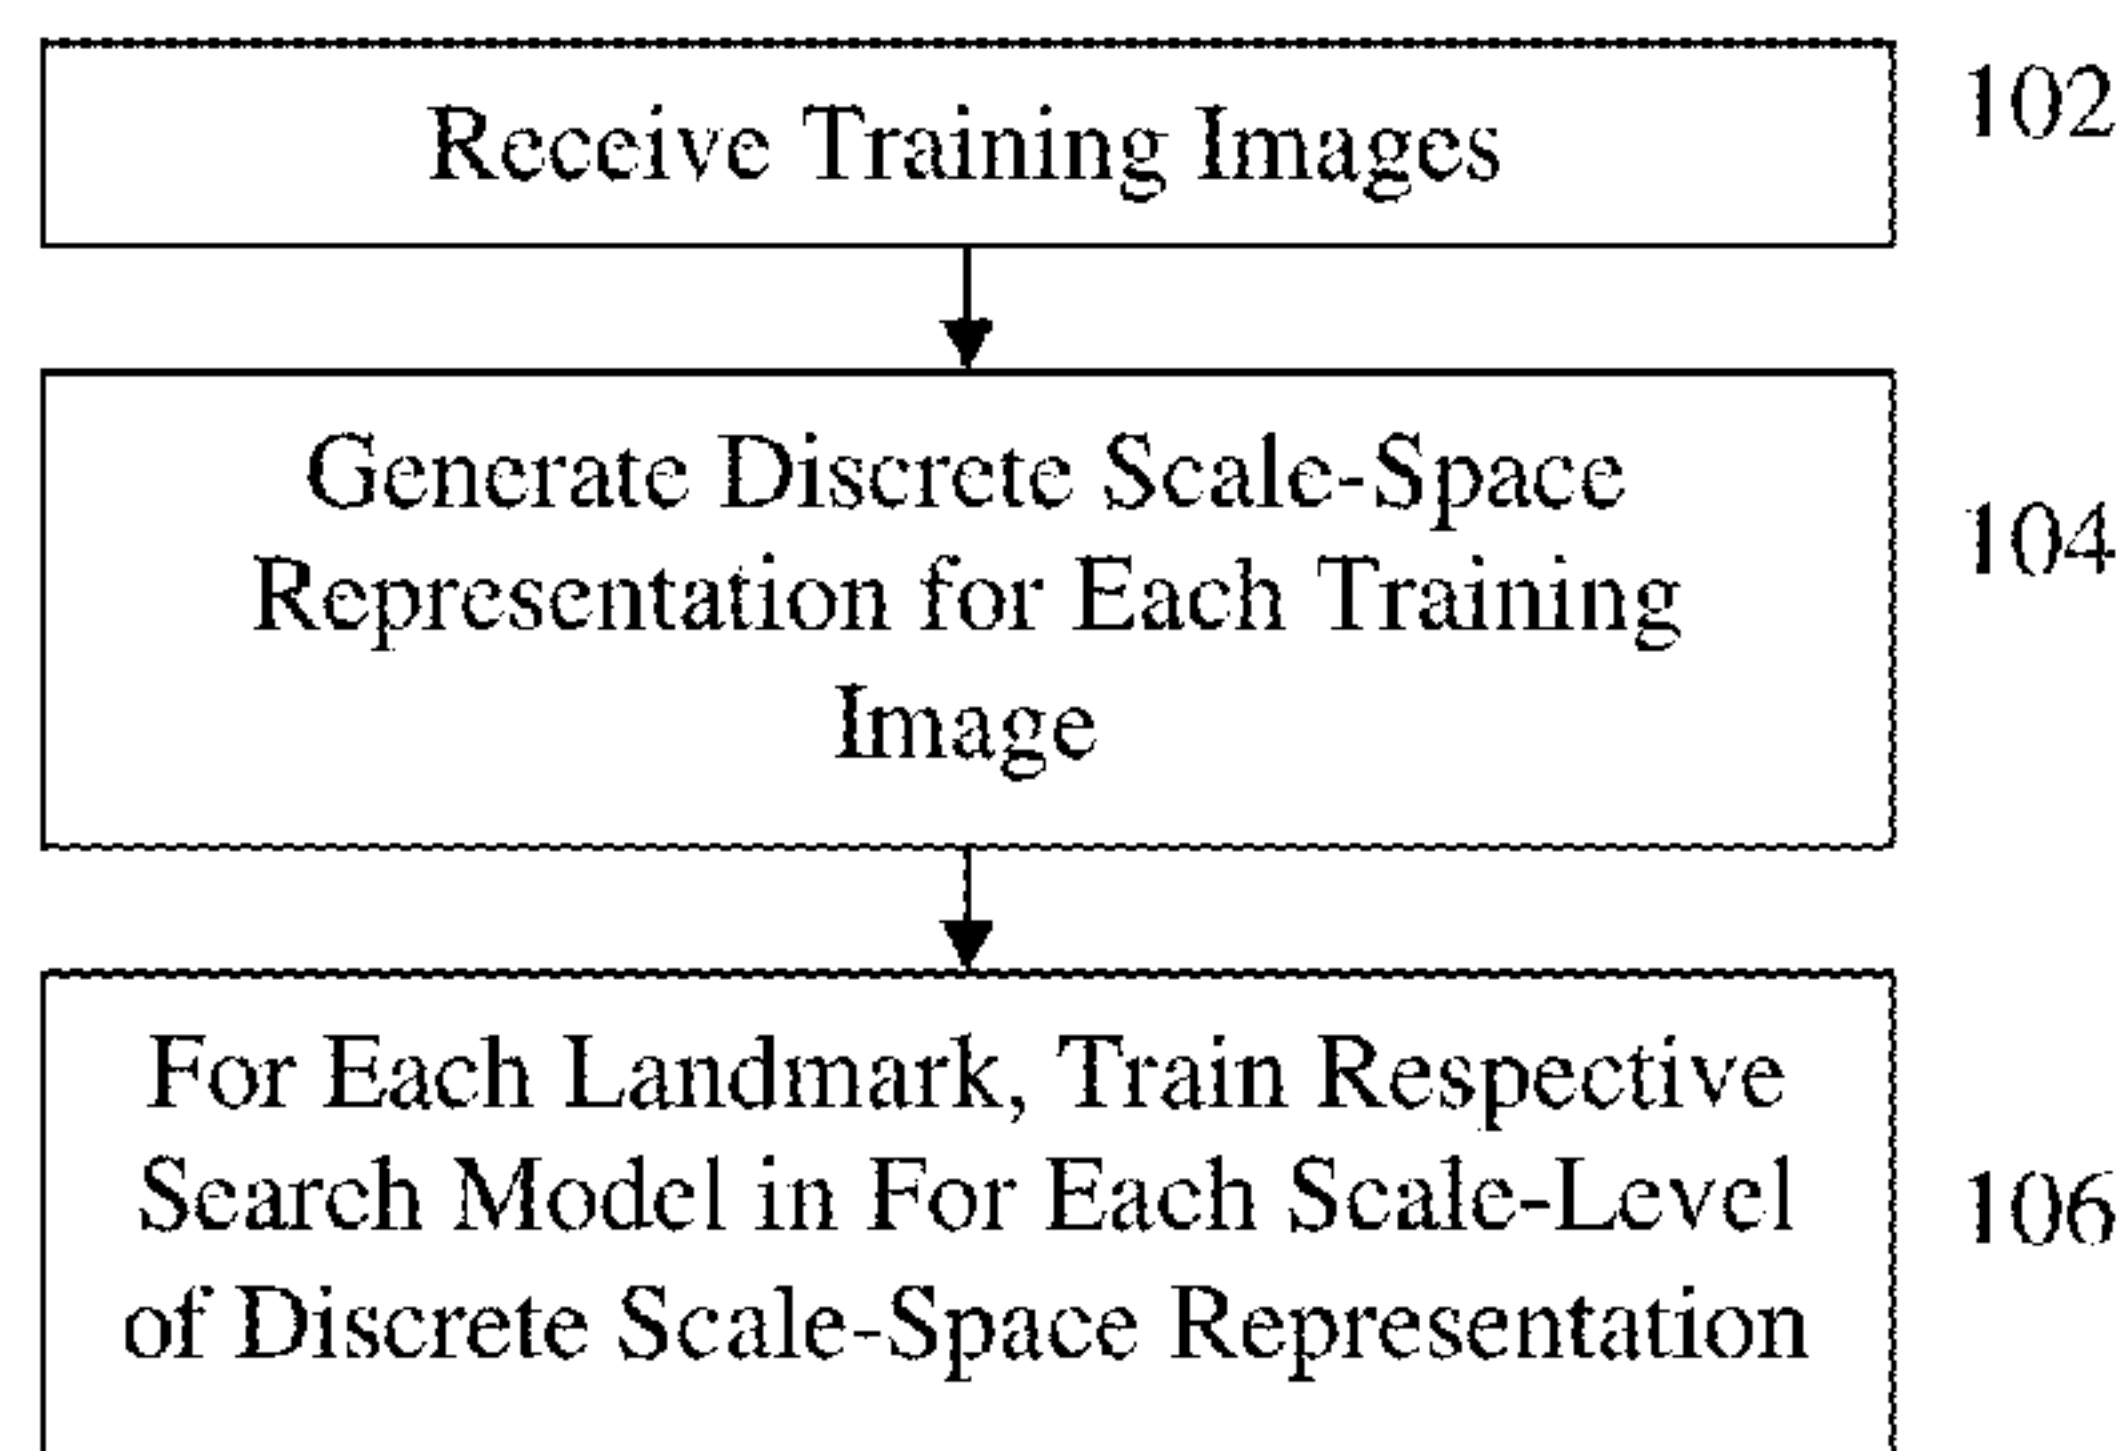 Receive Training Images
102
Generate Discrete Scale-Space
Representation for Each Training
Image
104
For Each Landmark, Train Respective
Search Model in For Each Scale-Level
of Discrete Scale-Space Representation
106